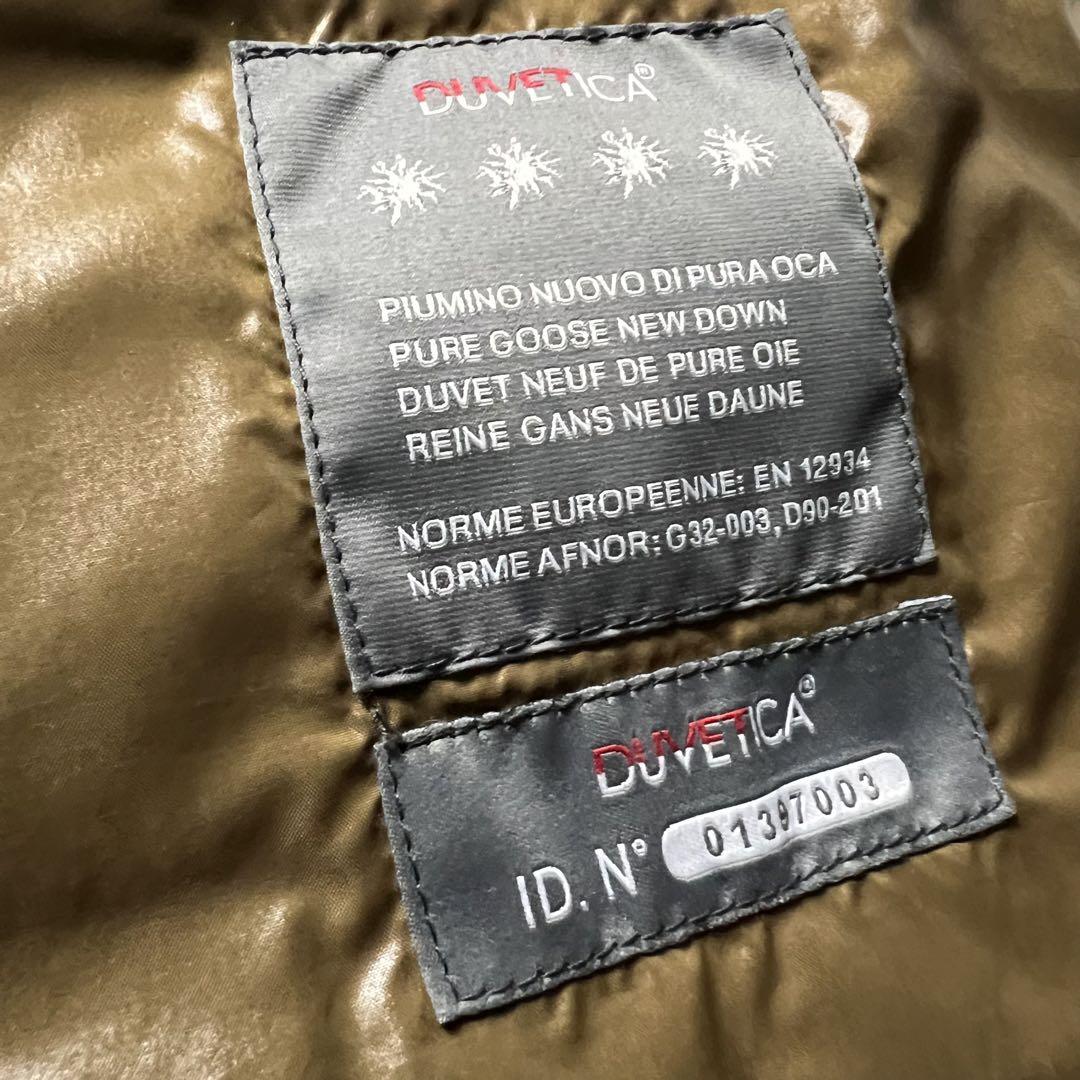 DUVETICA®
PIUMINO NUOVO DI PURA OCA
PURE GOOSE NEW DOWN
DUVET NEUF DE PURE OIE
REINE GANS NEUE DAUNE
NORME EUROPEENNE: EN 12934
NORME AFNOR: G32-003, D90-201
DUVETICA®
ID. N° 01397003